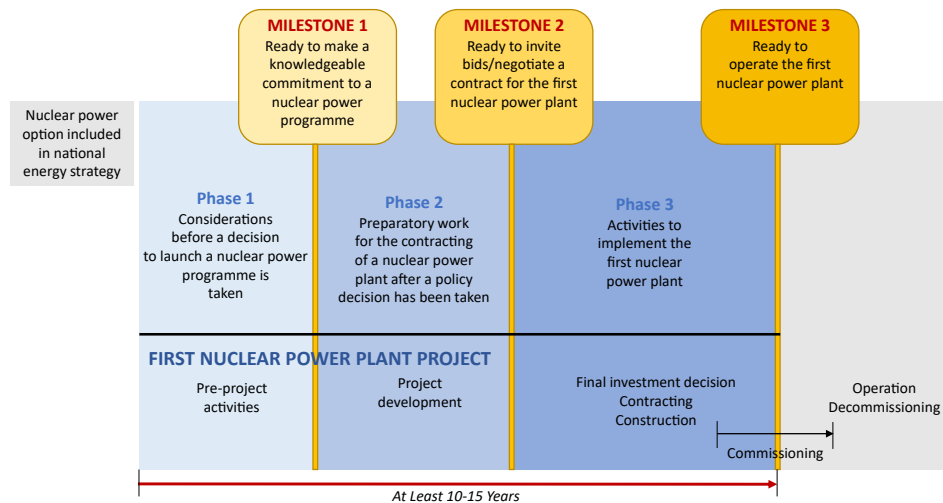 MILESTONE 1
Ready to make a
knowledgeable
commitment to a
nuclear power
programme
MILESTONE 2
Ready to invite
bids/negotiate a
contract for the first
nuclear power plant
MILESTONE 3
Ready to
operate the first
nuclear power plant
Nuclear power
option included
in national
energy strategy
Phase 1
Considerations
before a decision
to launch a nuclear power
programme is
taken
Phase 2
Preparatory work
for the contracting
of a nuclear power
plant after a policy
decision has been taken
Phase 3
Activities to
implement the
first nuclear
power plant
FIRST NUCLEAR POWER PLANT PROJECT
Pre-project
activities
Project
development
Final investment decision
Contracting
Construction
Commissioning
Operation
Decommissioning
At Least 10-15 Years